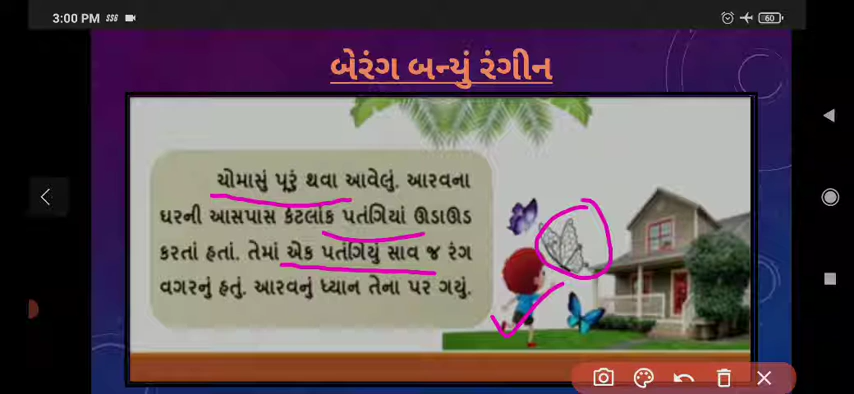 3:00 PM
60
બેરંગ બન્યું રંગીન
ચોમાસું પૂરું થવા આવેલું. આરવના
ઘરની આસપાસ કેટલાંક પતંગિયાં ઊડાઊડ
કરતાં હતાં. તેમાં એક પતંગિયું સાવ જ રંગ
વગરનું હતું. આરવનું ધ્યાન તેના પર ગયું.